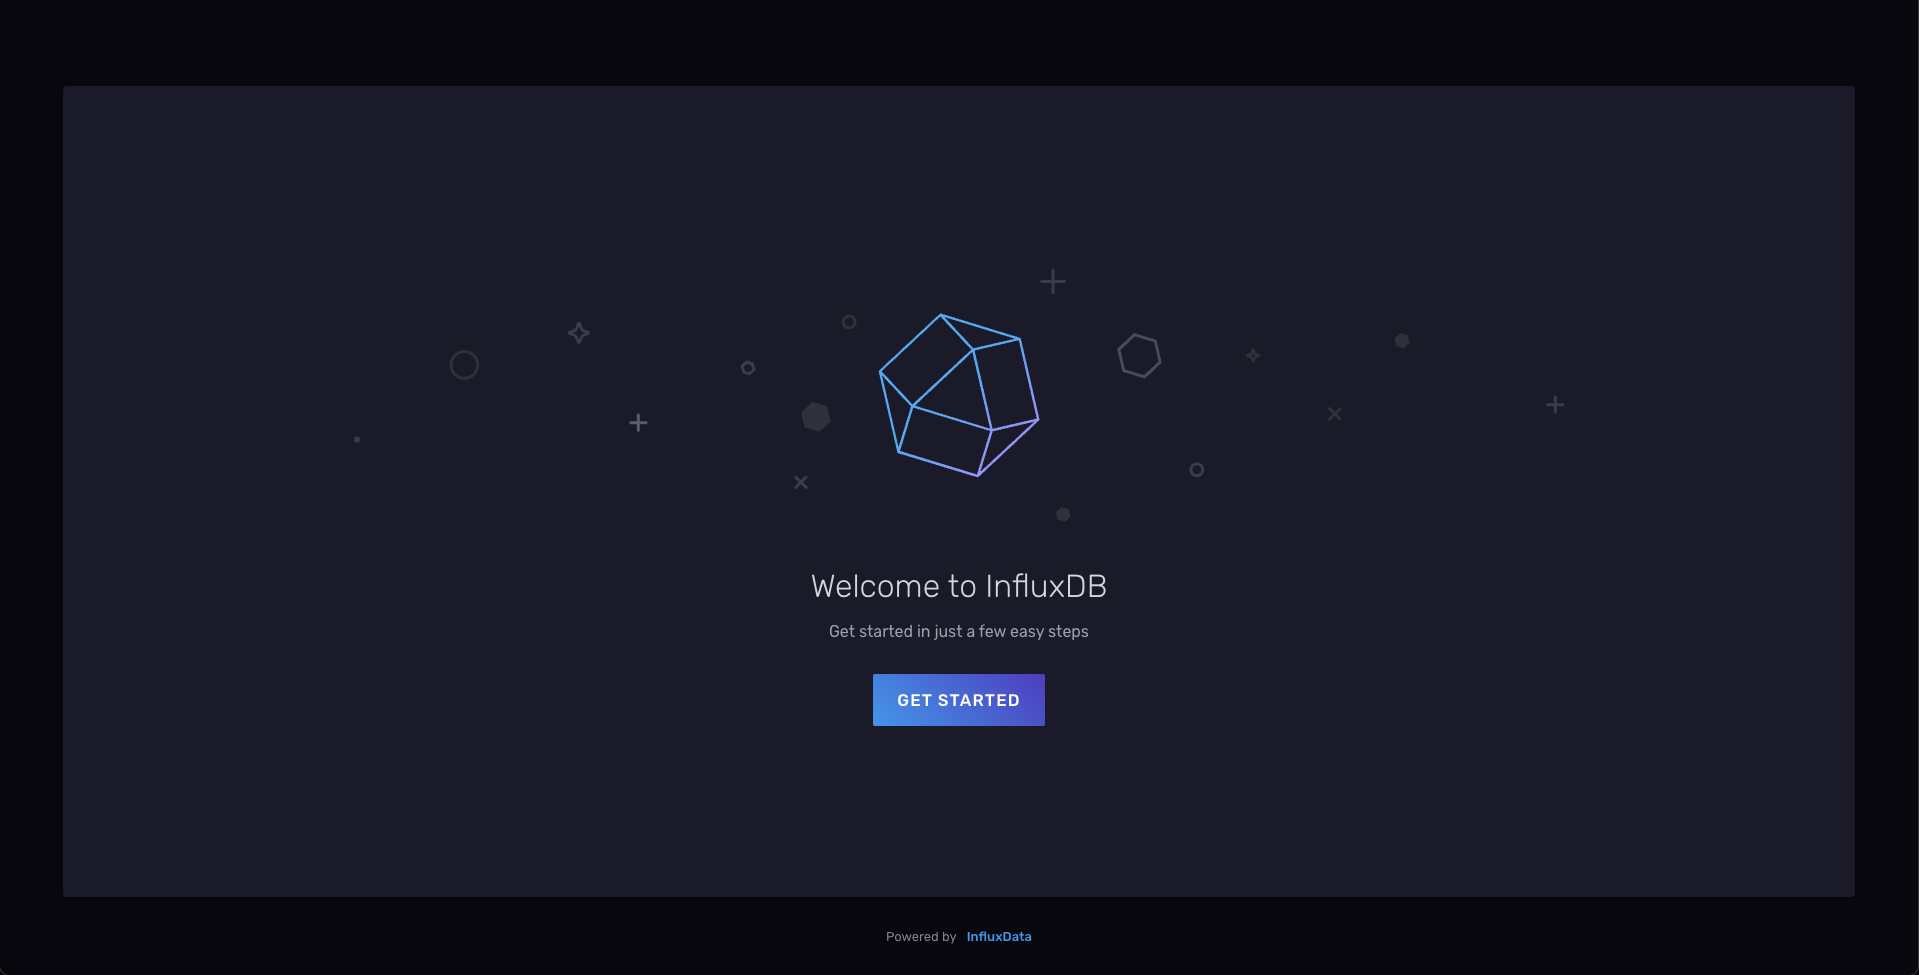 Welcome to InfluxDB
Get started in just a few easy steps
GET STARTED
Powered by InfluxData